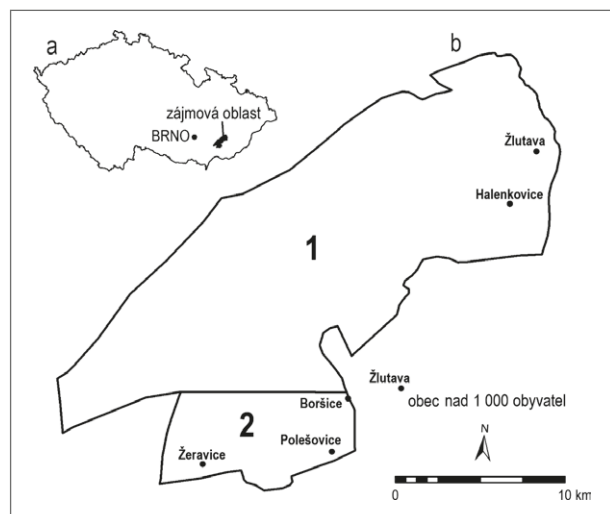 a
b
zájmová oblast
BRNO
Žlutava
Halenkovice
1
Žlutava
obec nad 1 000 obyvatel
Boršice
2
Polešovice
Žeravice
N
0 10 km